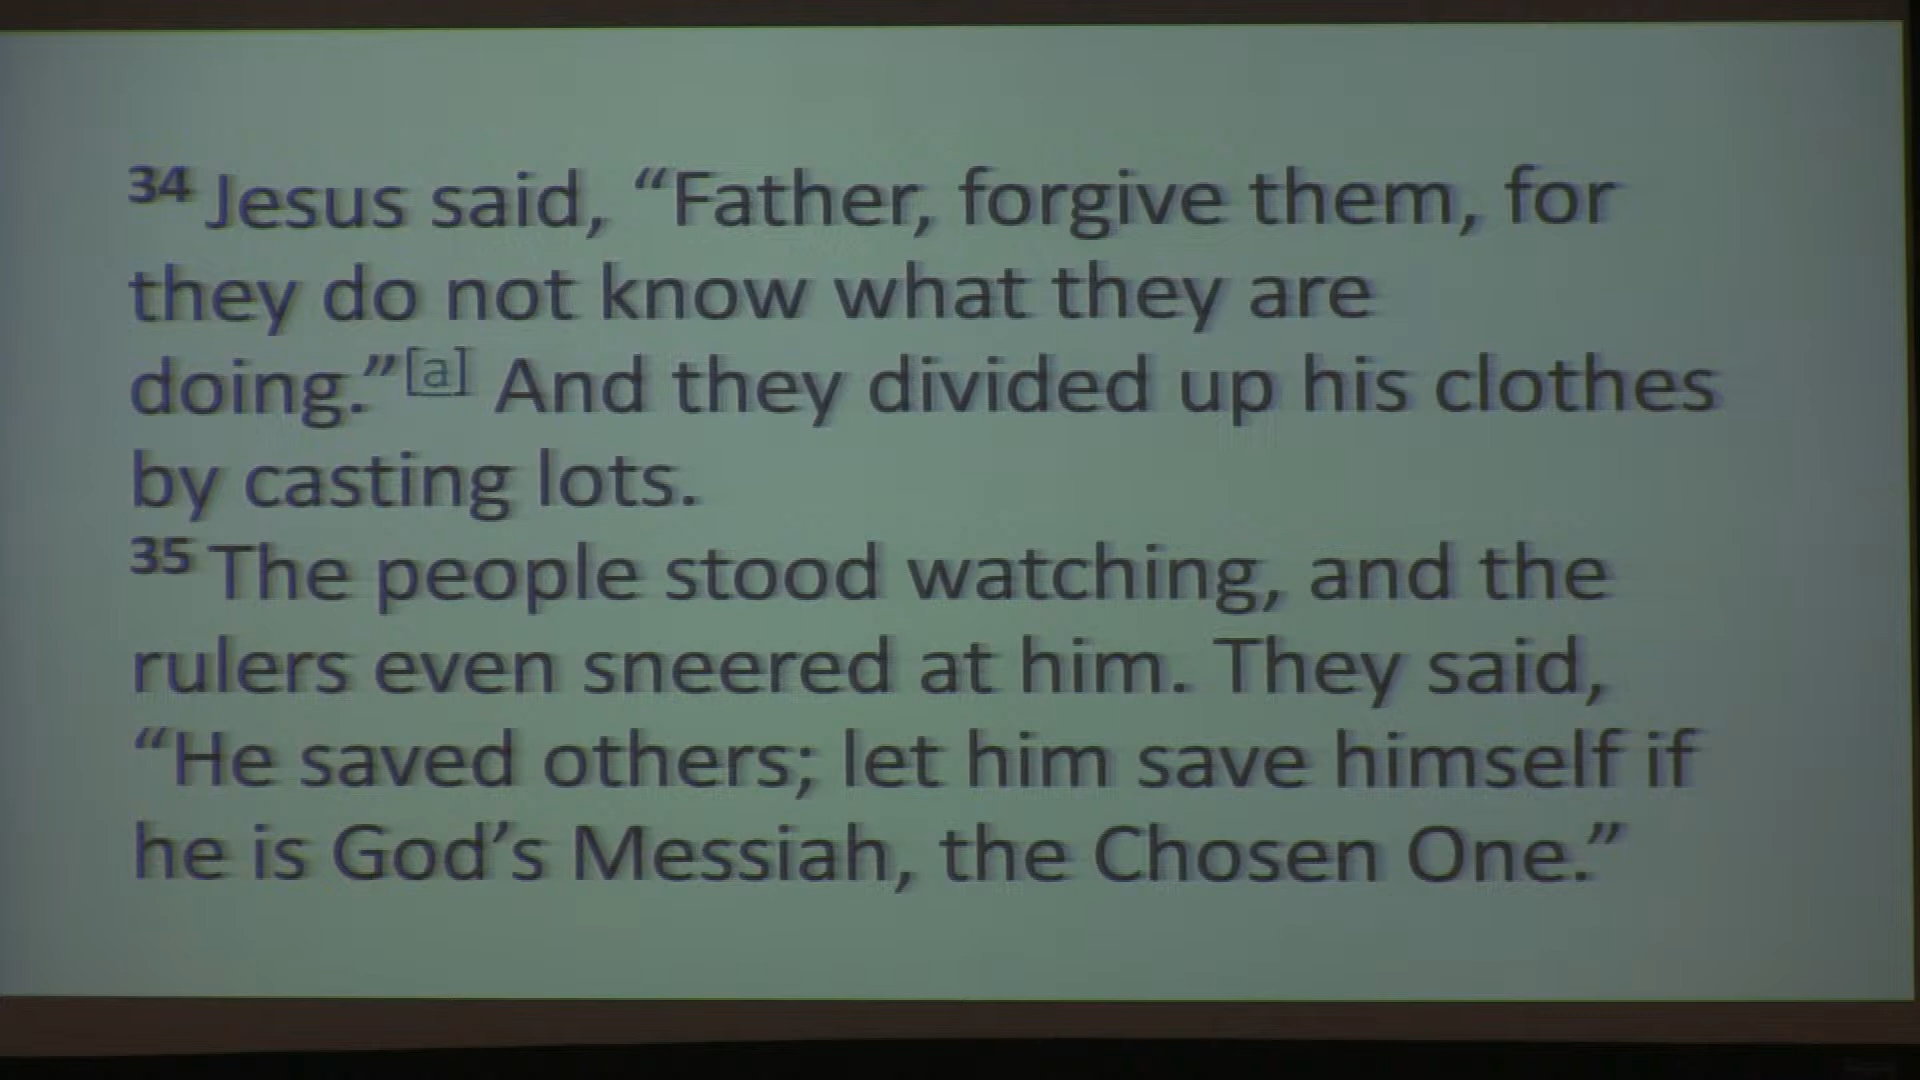 34 Jesus said, “Father, forgive them, for
they do not know what they are
doing.”[a] And they divided up his clothes
by casting lots.
35 The people stood watching, and the
rulers even sneered at him. They said,
“He saved others; let him save himself if
he is God’s Messiah, the Chosen One.”